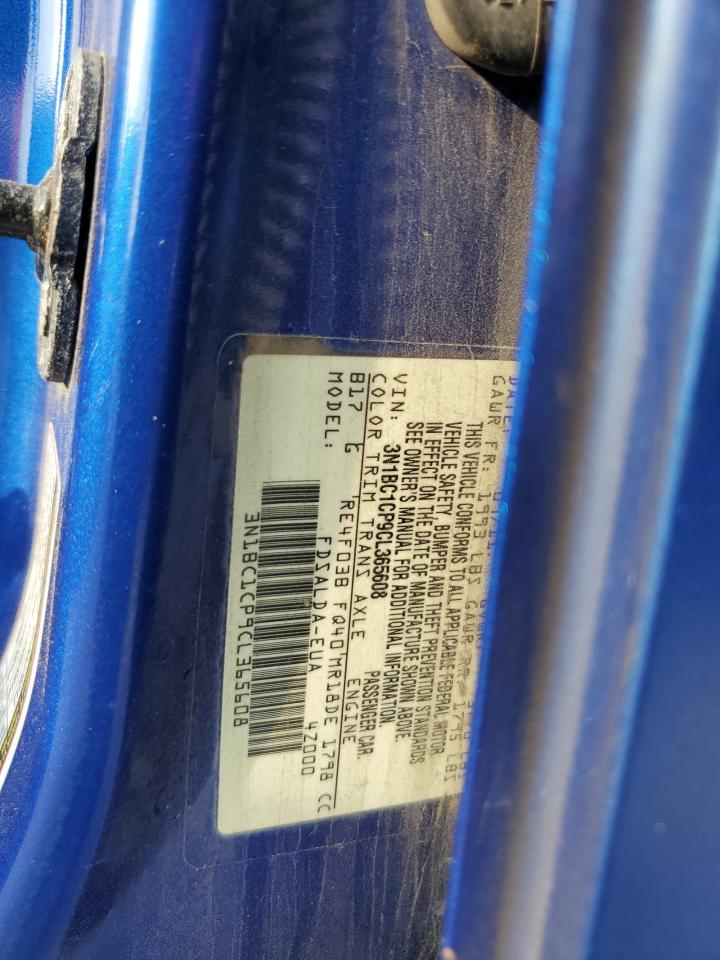 GAWR FR: 1993 LBS GAWR RR: 1795 LBS
THIS VEHICLE CONFORMS TO ALL APPLICABLE FEDERAL MOTOR
VEHICLE SAFETY, BUMPER AND THEFT PREVENTION STANDARDS
IN EFFECT ON THE DATE OF MANUFACTURE SHOWN ABOVE.
SEE OWNER'S MANUAL FOR ADDITIONAL INFORMATION.
VIN: 3N1BC1CP9CL365608 PASSENGER CAR.
COLOR TRIM TRANS AXLE ENGINE
B17 G RE4F03B FQ40 MR18DE 1798 CC
MODEL: FDSALDA-EUA 4Z000
3N1BC1CP9CL365608